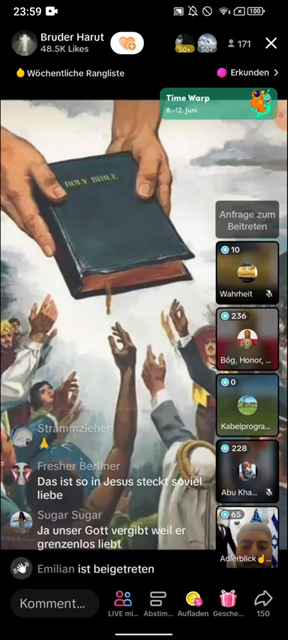 23:59
100
Bruder Harut
48.5K Likes
50+
50+
171
Wöchentliche Rangliste
Erkunden >
Time Warp
8.–12. Juni
HOLY BIBLE
Anfrage zum
Beitreten
10
Wahrheit
236
Bóg, Honor, ...
0
Kabelprogra...
228
Abu Kha...
65
Adlerblick☝...
Strammzieher
🙏
Fresher Berliner
Das ist so in Jesus steckt soviel
liebe
Sugar Sugar
Ja unser Gott vergibt weil er
grenzenlos liebt
Emilian ist beigetreten
Komment...
LIVE mi...
Abstim...
Aufladen
Gesche...
150